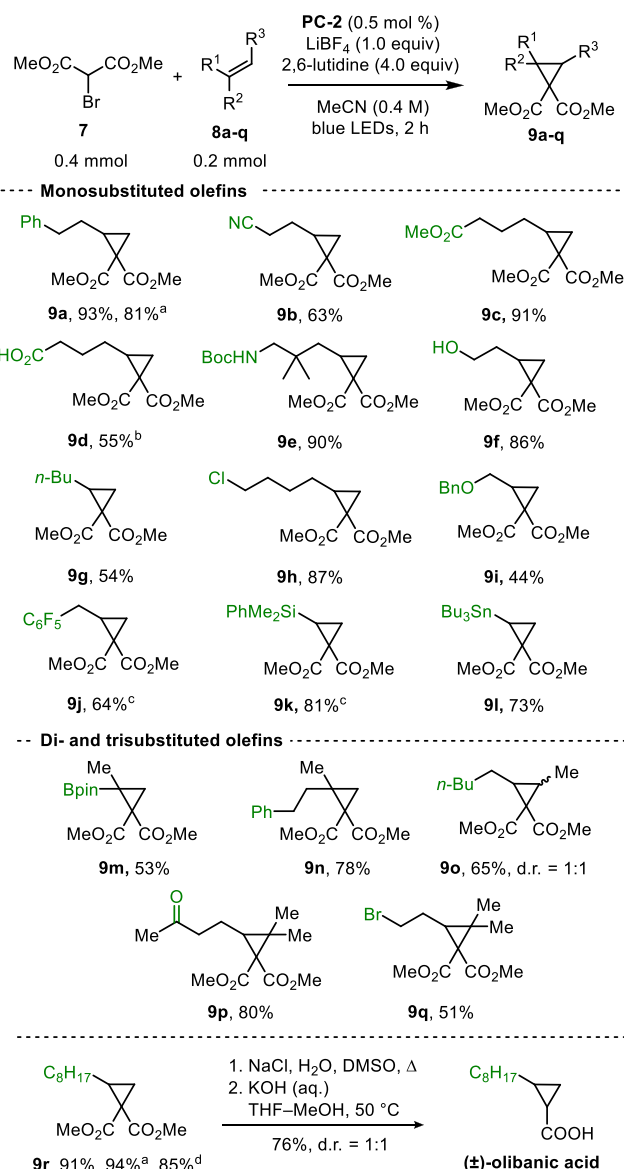 MeO₂C CO₂Me
Br
7
0.4 mmol
+
R¹ R³
R²
8a-q
0.2 mmol
PC-2 (0.5 mol %)
LiBF₄ (1.0 equiv)
2,6-lutidine (4.0 equiv)
MeCN (0.4 M)
blue LEDs, 2 h
R¹
R² R³
MeO₂C CO₂Me
9a-q
Monosubstituted olefins
Ph
MeO₂C CO₂Me
9a, 93%, 81%ᵃ
NC
MeO₂C CO₂Me
9b, 63%
MeO₂C
MeO₂C CO₂Me
9c, 91%
HO₂C
MeO₂C CO₂Me
9d, 55%ᵇ
BocHN
MeO₂C CO₂Me
9e, 90%
HO
MeO₂C CO₂Me
9f, 86%
n-Bu
MeO₂C CO₂Me
9g, 54%
Cl
MeO₂C CO₂Me
9h, 87%
BnO
MeO₂C CO₂Me
9i, 44%
C₆F₅
MeO₂C CO₂Me
9j, 64%ᶜ
PhMe₂Si
MeO₂C CO₂Me
9k, 81%ᶜ
Bu₃Sn
MeO₂C CO₂Me
9l, 73%
Di- and trisubstituted olefins
Me
Bpin
MeO₂C CO₂Me
9m, 53%
Me
Ph
MeO₂C CO₂Me
9n, 78%
n-Bu Me
MeO₂C CO₂Me
9o, 65%, d.r. = 1:1
O
Me Me
Me
MeO₂C CO₂Me
9p, 80%
Br Me
Me
MeO₂C CO₂Me
9q, 51%
C₈H₁₇
MeO₂C CO₂Me
9r, 91%, 94%ᵃ, 85%ᵈ
1. NaCl, H₂O, DMSO, Δ
2. KOH (aq.)
THF–MeOH, 50 °C
76%, d.r. = 1:1
C₈H₁₇
COOH
(±)-olibanic acid